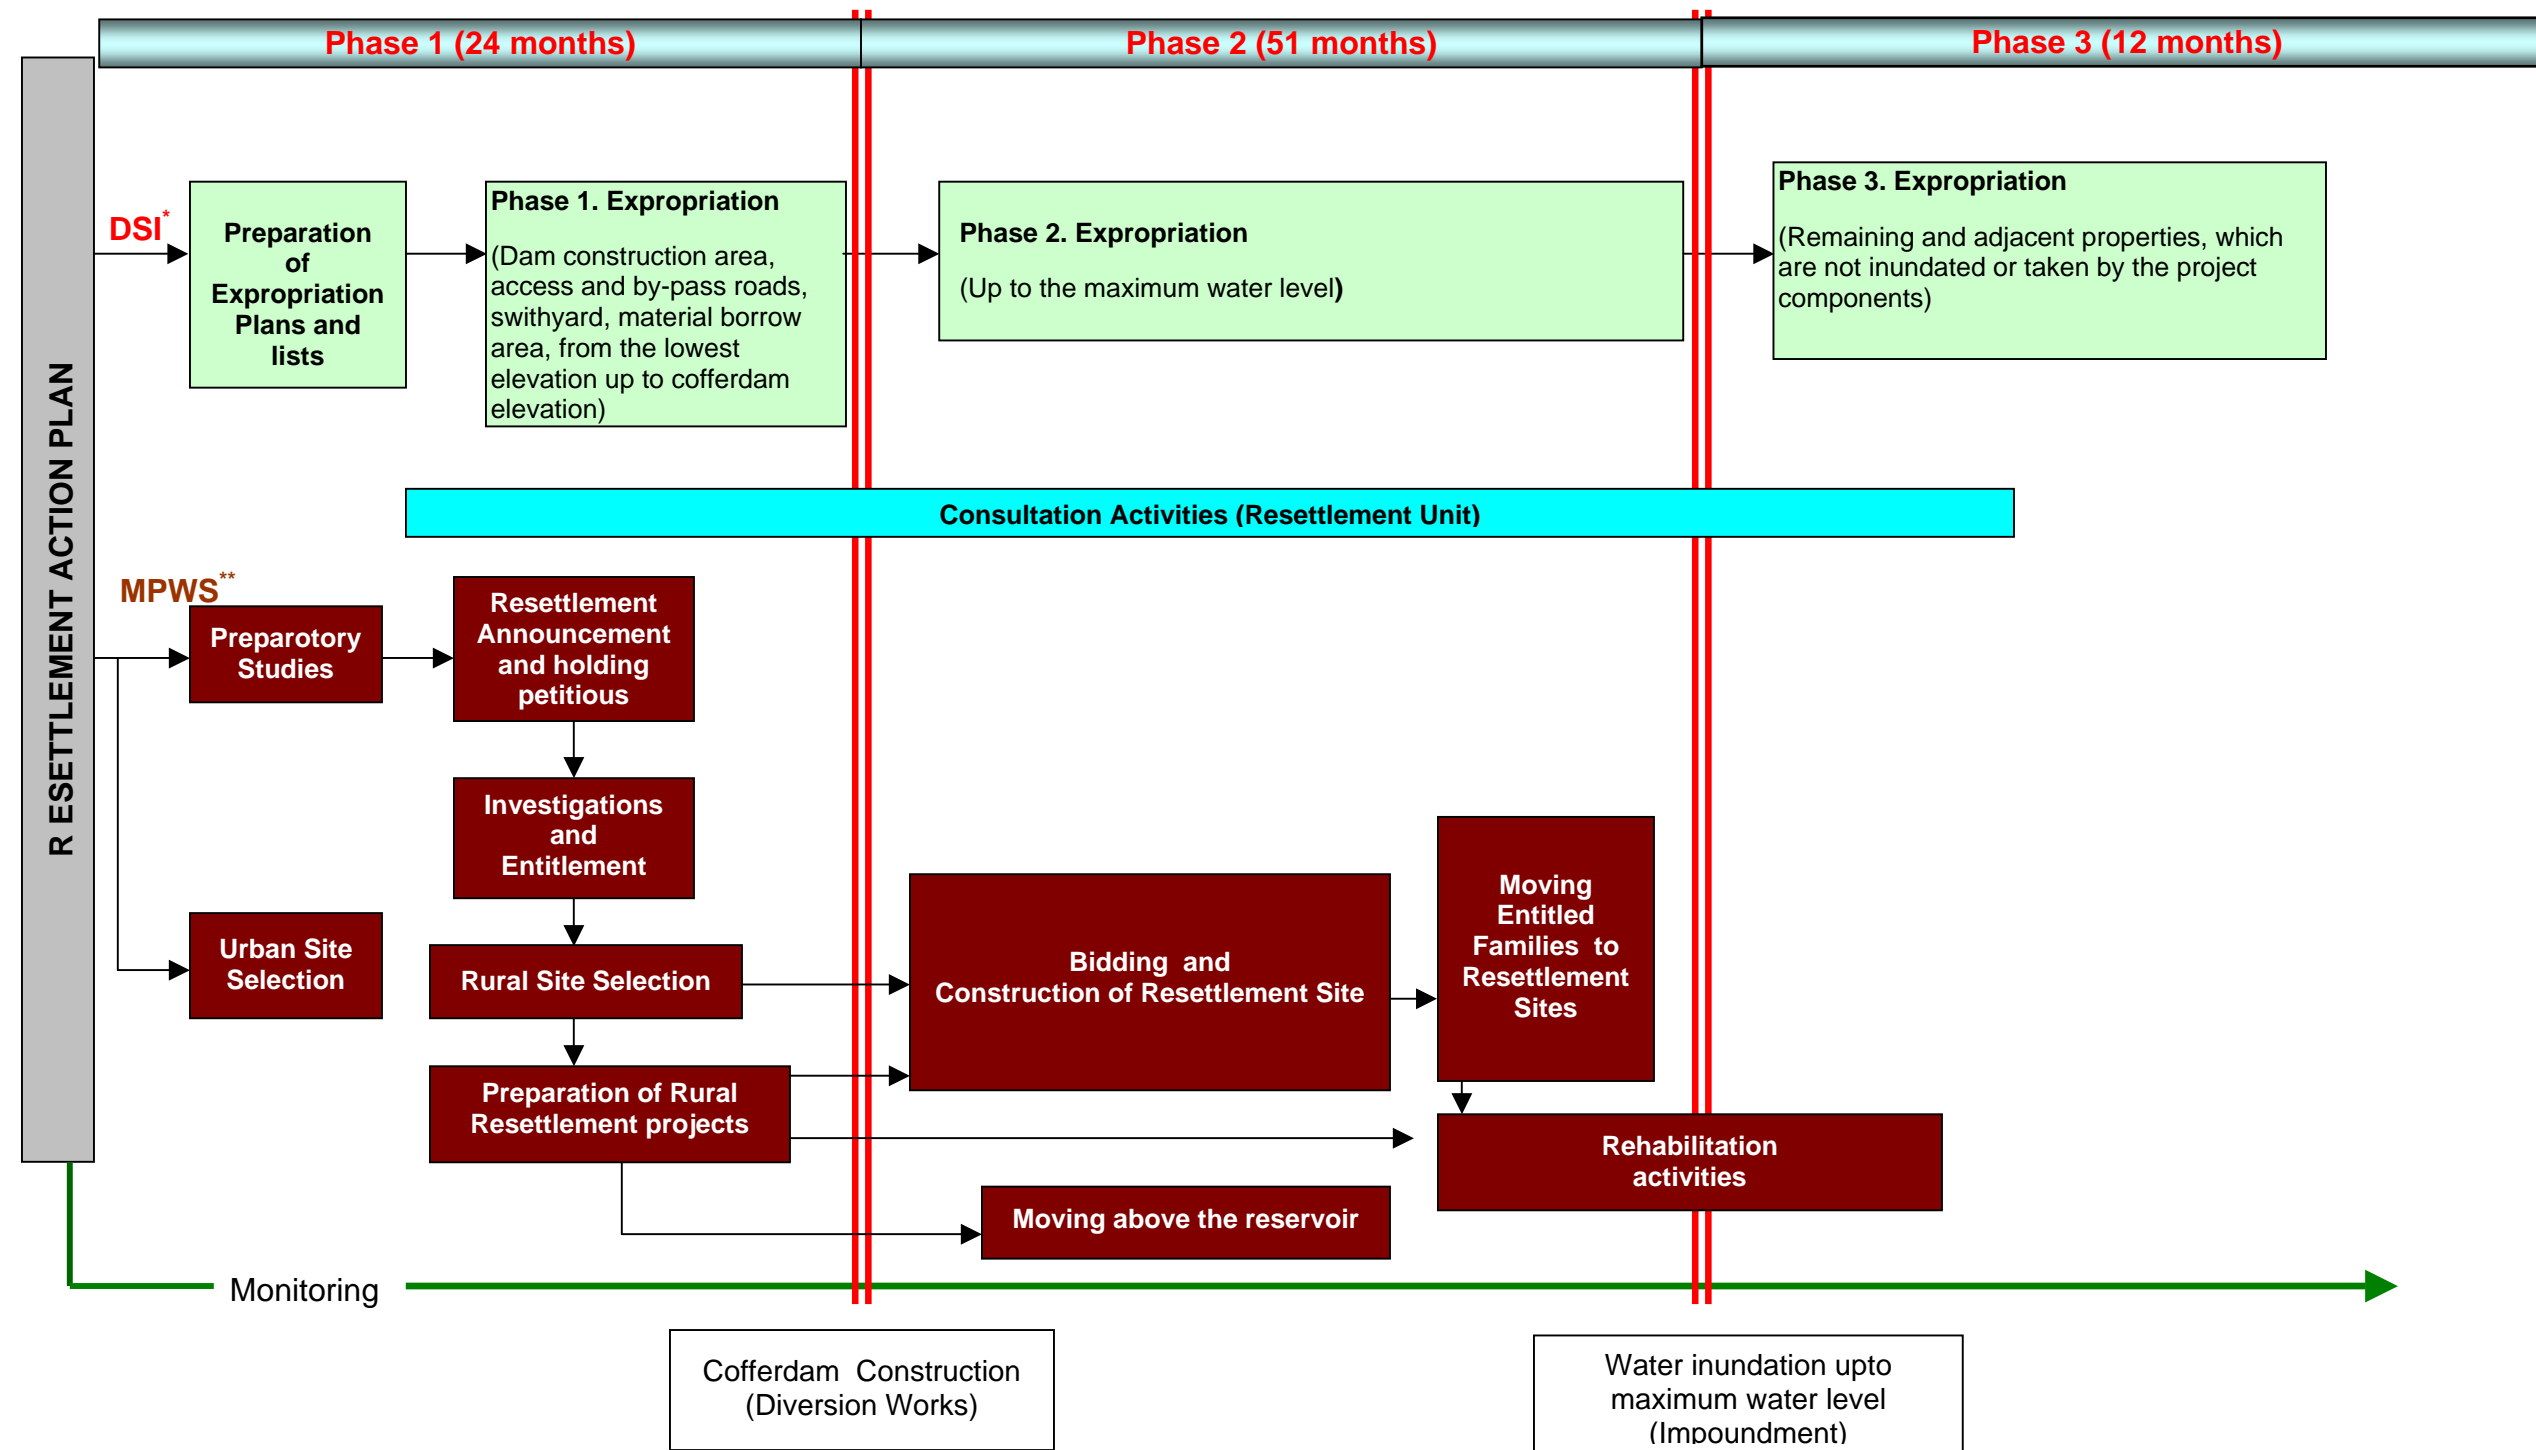 Phase 1 (24 months)
Phase 2 (51 months)
Phase 3 (12 months)
R ESETTLEMENT ACTION PLAN
DSI*
Preparation
of
Expropriation
Plans and
lists
Phase 1. Expropriation
(Dam construction area,
access and by-pass roads,
swithyard, material borrow
area, from the lowest
elevation up to cofferdam
elevation)
Phase 2. Expropriation
(Up to the maximum water level)
Phase 3. Expropriation
(Remaining and adjacent properties, which
are not inundated or taken by the project
components)
Consultation Activities (Resettlement Unit)
MPWS**
Preparotory
Studies
Resettlement
Announcement
and holding
petitious
Investigations
and
Entitlement
Urban Site
Selection
Rural Site Selection
Preparation of Rural
Resettlement projects
Bidding and
Construction of Resettlement Site
Moving
Entitled
Families to
Resettlement
Sites
Rehabilitation
activities
Moving above the reservoir
Monitoring
Cofferdam Construction
(Diversion Works)
Water inundation upto
maximum water level
(Impoundment)